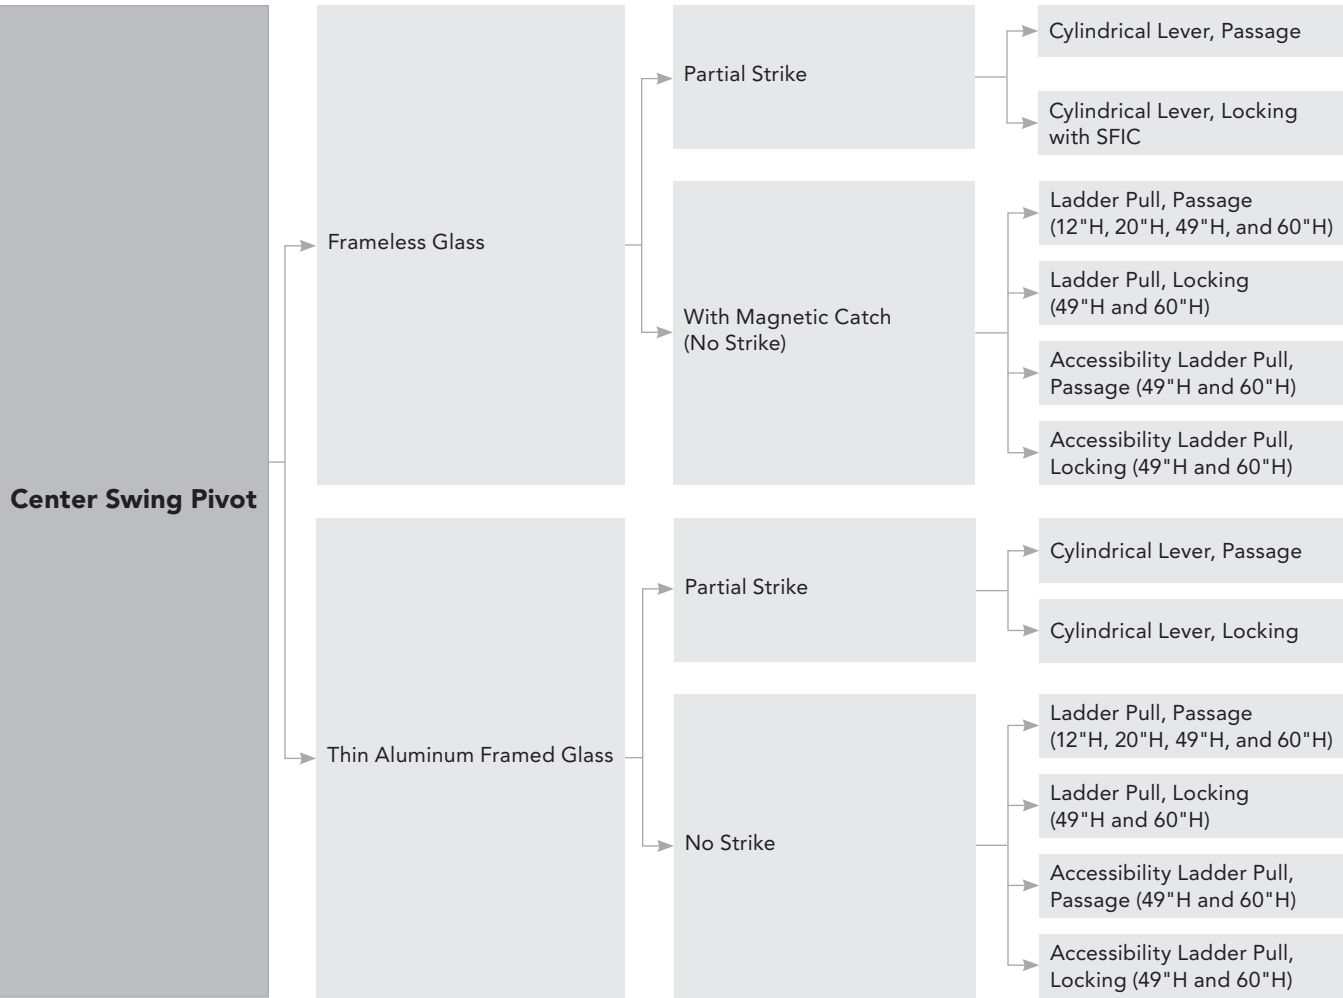 Center Swing Pivot
Frameless Glass
Partial Strike
Cylindrical Lever, Passage
Cylindrical Lever, Locking
with SFIC
With Magnetic Catch
(No Strike)
Ladder Pull, Passage
(12"H, 20"H, 49"H, and 60"H)
Ladder Pull, Locking
(49"H and 60"H)
Accessibility Ladder Pull,
Passage (49"H and 60"H)
Accessibility Ladder Pull,
Locking (49"H and 60"H)
Thin Aluminum Framed Glass
Partial Strike
Cylindrical Lever, Passage
Cylindrical Lever, Locking
No Strike
Ladder Pull, Passage
(12"H, 20"H, 49"H, and 60"H)
Ladder Pull, Locking
(49"H and 60"H)
Accessibility Ladder Pull,
Passage (49"H and 60"H)
Accessibility Ladder Pull,
Locking (49"H and 60"H)